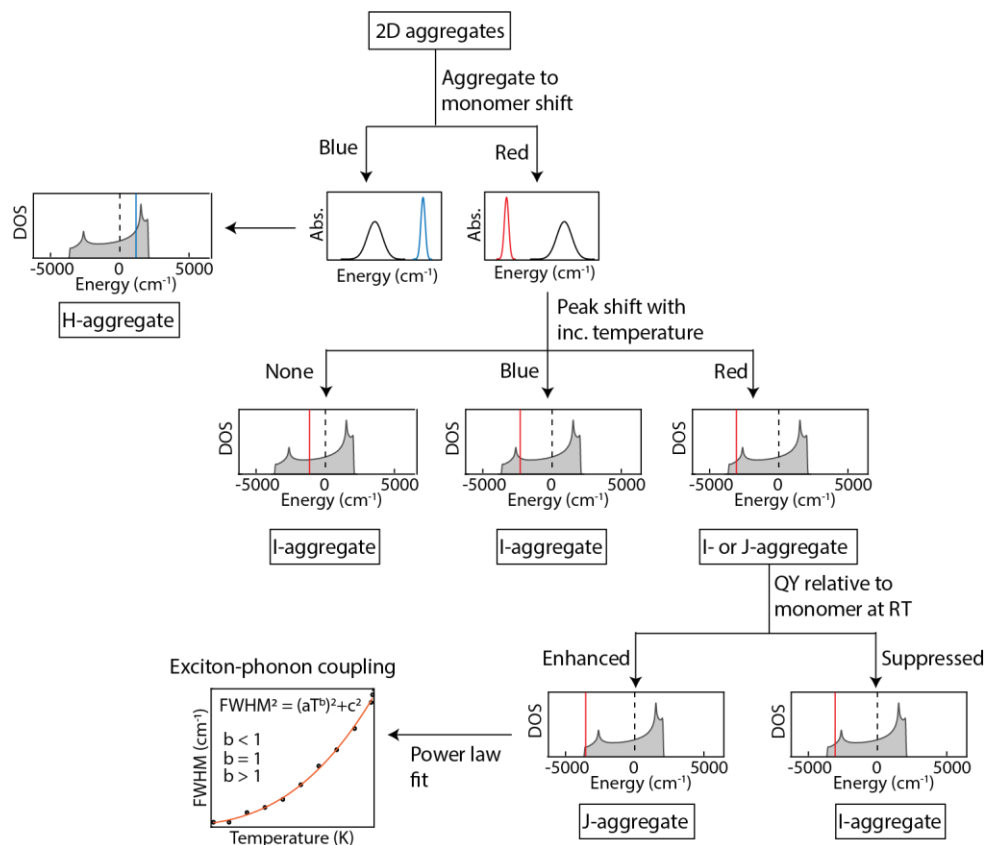 2D aggregates
Aggregate to
monomer shift
Blue
Red
DOS
-5000
0
5000
Energy (cm⁻¹)
H-aggregate
Abs.
Energy (cm⁻¹)
Abs.
Energy (cm⁻¹)
Peak shift with
inc. temperature
None
Blue
Red
DOS
-5000
0
5000
Energy (cm⁻¹)
I-aggregate
DOS
-5000
0
5000
Energy (cm⁻¹)
I-aggregate
DOS
-5000
0
5000
Energy (cm⁻¹)
I- or J-aggregate
QY relative to
monomer at RT
Enhanced
Suppressed
DOS
-5000
0
5000
Energy (cm⁻¹)
J-aggregate
DOS
-5000
0
5000
Energy (cm⁻¹)
I-aggregate
Power law
fit
Exciton-phonon coupling
FWHM² = (aTᵇ)²+c²
b < 1
b = 1
b > 1
FWHM (cm⁻¹)
Temperature (K)